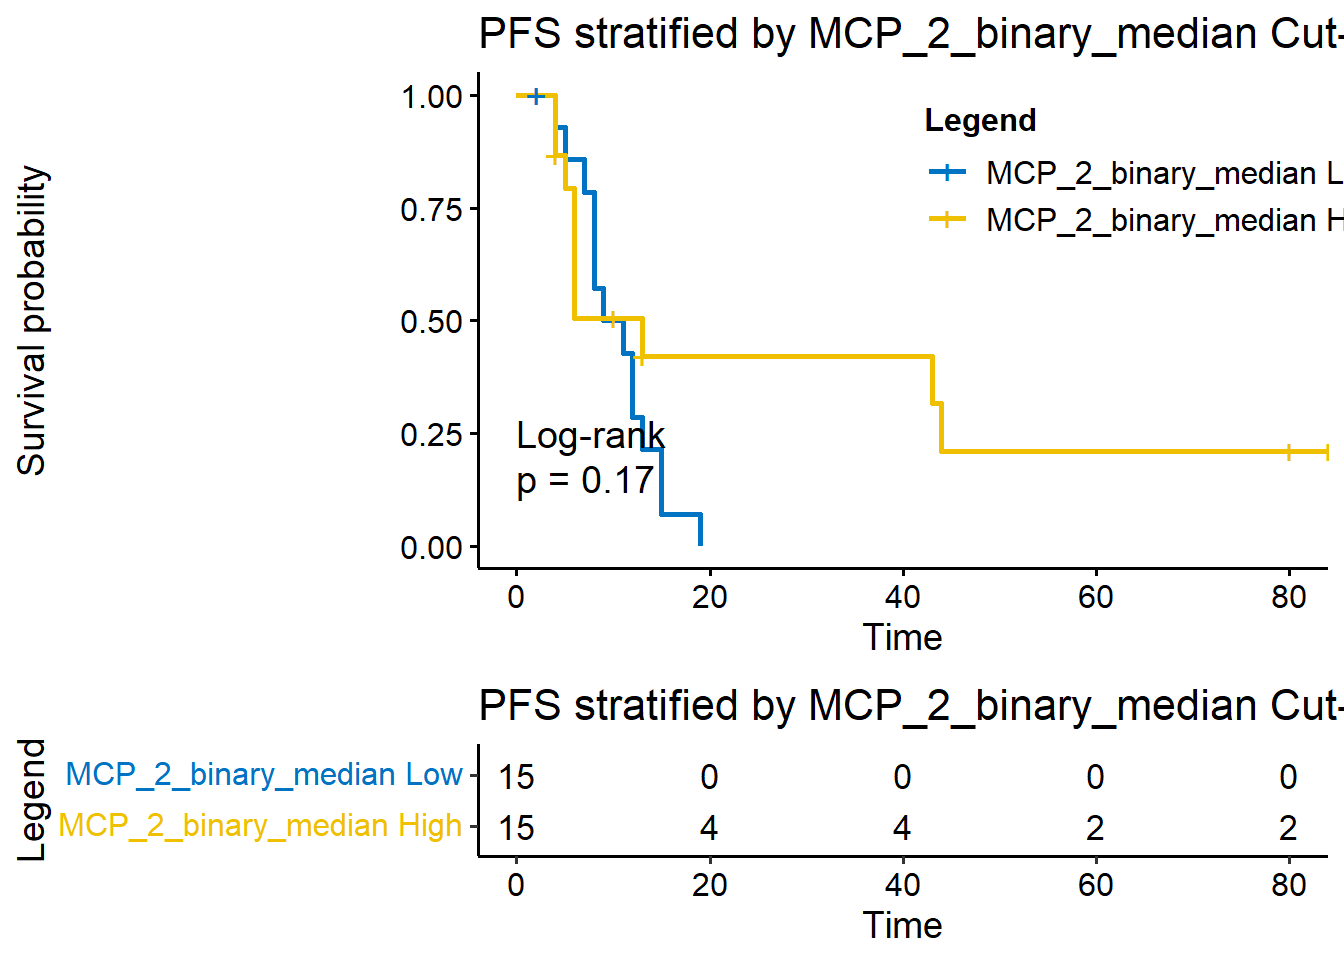 PFS stratified by MCP_2_binary_median Cut-
Survival probability
1.00
0.75
0.50
0.25
0.00
Legend
MCP_2_binary_median L
MCP_2_binary_median H
Log-rank
p = 0.17
0 20 40 60 80
Time
PFS stratified by MCP_2_binary_median Cut-
Legend
MCP_2_binary_median Low 15 0 0 0 0
MCP_2_binary_median High 15 4 4 2 2
0 20 40 60 80
Time